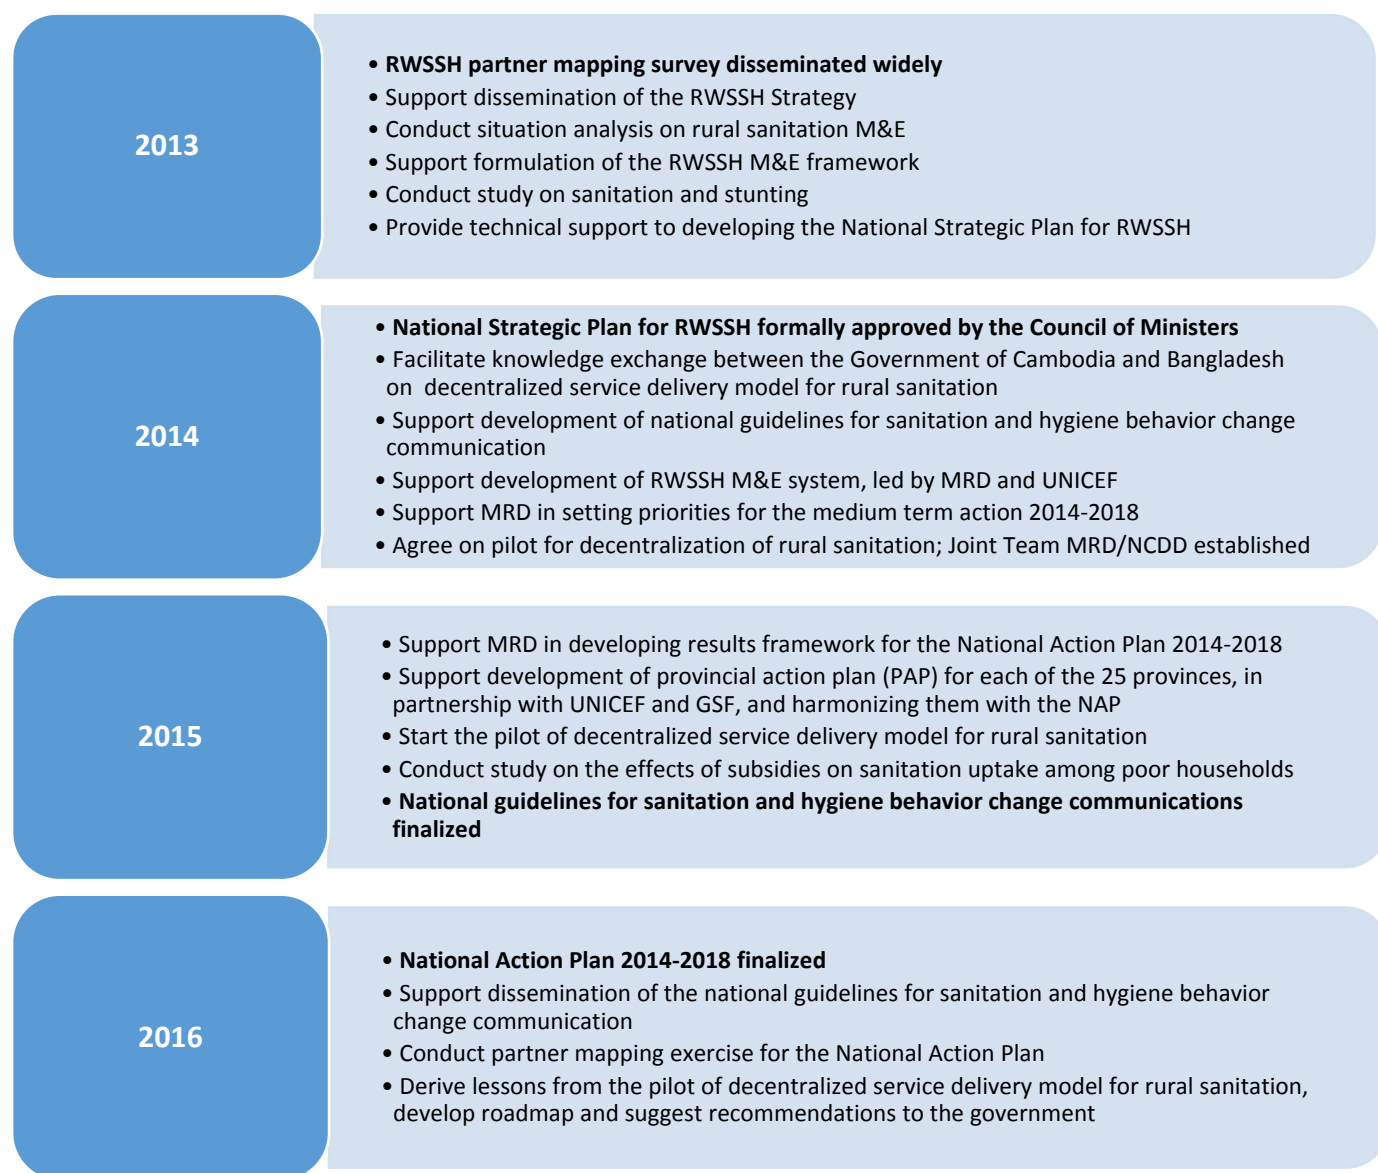 2013
• RWSSH partner mapping survey disseminated widely
• Support dissemination of the RWSSH Strategy
• Conduct situation analysis on rural sanitation M&E
• Support formulation of the RWSSH M&E framework
• Conduct study on sanitation and stunting
• Provide technical support to developing the National Strategic Plan for RWSSH
2014
• National Strategic Plan for RWSSH formally approved by the Council of Ministers
• Facilitate knowledge exchange between the Government of Cambodia and Bangladesh
on decentralized service delivery model for rural sanitation
• Support development of national guidelines for sanitation and hygiene behavior change
communication
• Support development of RWSSH M&E system, led by MRD and UNICEF
• Support MRD in setting priorities for the medium term action 2014-2018
• Agree on pilot for decentralization of rural sanitation; Joint Team MRD/NCDD established
2015
• Support MRD in developing results framework for the National Action Plan 2014-2018
• Support development of provincial action plan (PAP) for each of the 25 provinces, in
partnership with UNICEF and GSF, and harmonizing them with the NAP
• Start the pilot of decentralized service delivery model for rural sanitation
• Conduct study on the effects of subsidies on sanitation uptake among poor households
• National guidelines for sanitation and hygiene behavior change communications
finalized
2016
• National Action Plan 2014-2018 finalized
• Support dissemination of the national guidelines for sanitation and hygiene behavior
change communication
• Conduct partner mapping exercise for the National Action Plan
• Derive lessons from the pilot of decentralized service delivery model for rural sanitation,
develop roadmap and suggest recommendations to the government